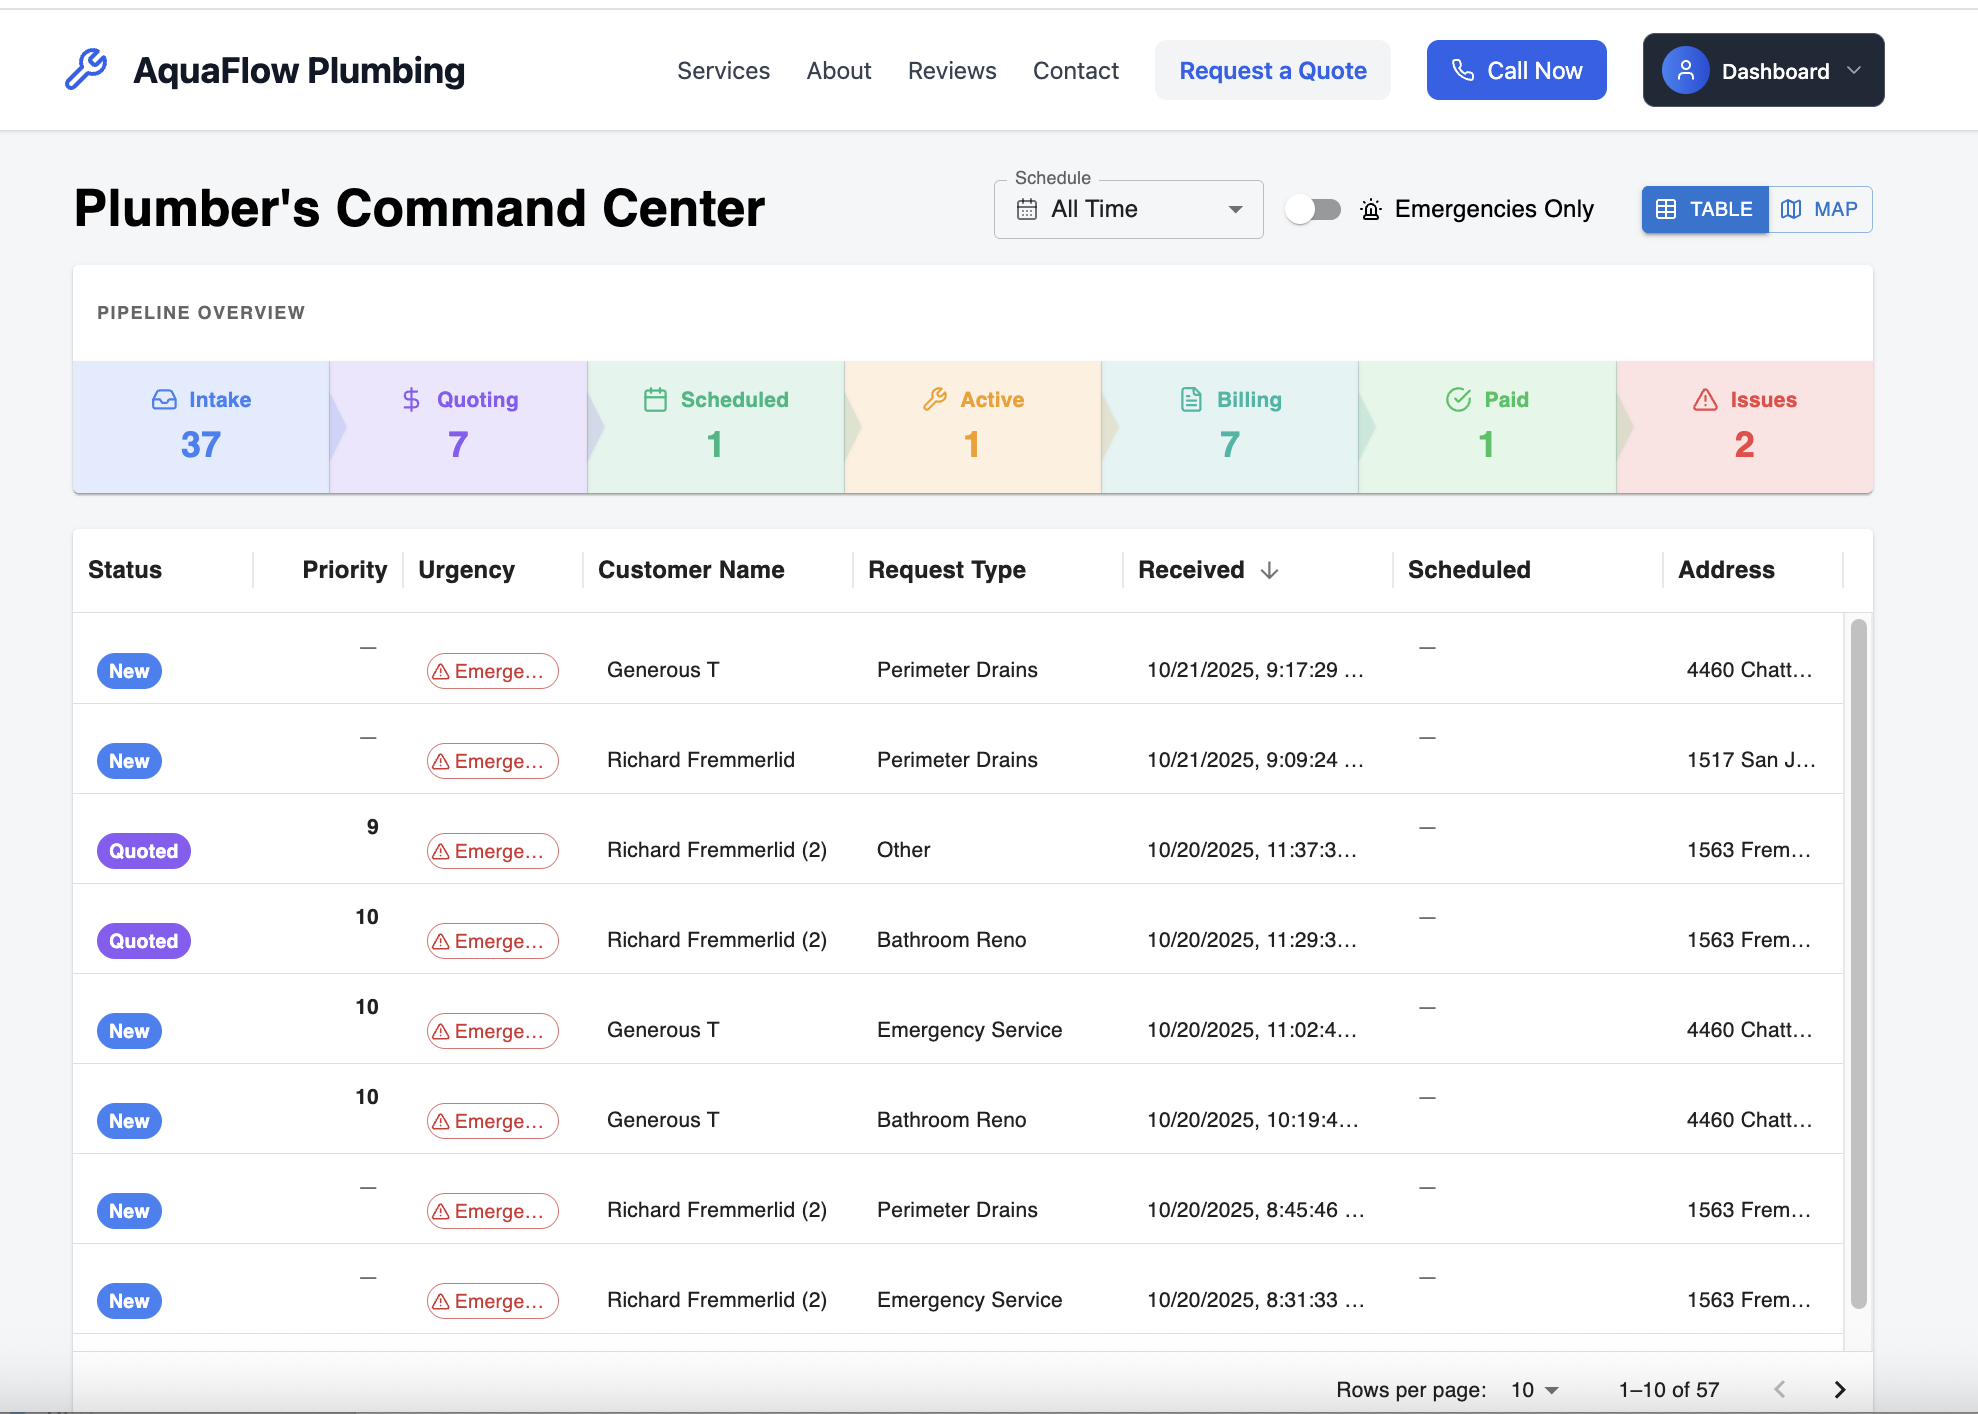 AquaFlow Plumbing
Services About Reviews Contact Request a Quote Call Now Dashboard
Plumber's Command Center
Schedule
All Time
Emergencies Only
TABLE MAP
PIPELINE OVERVIEW
Intake Quoting Scheduled Active Billing Paid Issues
37 7 1 1 7 1 2
Status Priority Urgency Customer Name Request Type Received Scheduled Address
New — Emerge... Generous T Perimeter Drains 10/21/2025, 9:17:29 ... — 4460 Chatt...
New — Emerge... Richard Fremmerlid Perimeter Drains 10/21/2025, 9:09:24 ... — 1517 San J...
Quoted 9 Emerge... Richard Fremmerlid (2) Other 10/20/2025, 11:37:3... — 1563 Frem...
Quoted 10 Emerge... Richard Fremmerlid (2) Bathroom Reno 10/20/2025, 11:29:3... — 1563 Frem...
New 10 Emerge... Generous T Emergency Service 10/20/2025, 11:02:4... — 4460 Chatt...
New 10 Emerge... Generous T Bathroom Reno 10/20/2025, 10:19:4... — 4460 Chatt...
New — Emerge... Richard Fremmerlid (2) Perimeter Drains 10/20/2025, 8:45:46 ... — 1563 Frem...
New — Emerge... Richard Fremmerlid (2) Emergency Service 10/20/2025, 8:31:33 ... — 1563 Frem...
Rows per page: 10 1–10 of 57